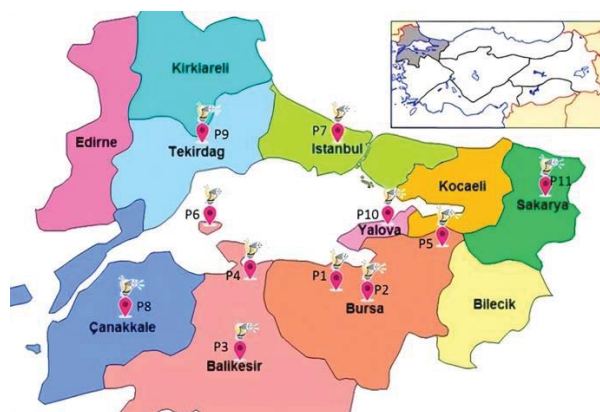 Kirklareli
P9
P7
Edirne
Tekirdag
Istanbul
Kocaeli
P11
Sakarya
P6
P10
Yalova
P5
P4
P1
P2
P8
Bursa
Bilecik
Çanakkale
P3
Balikesir